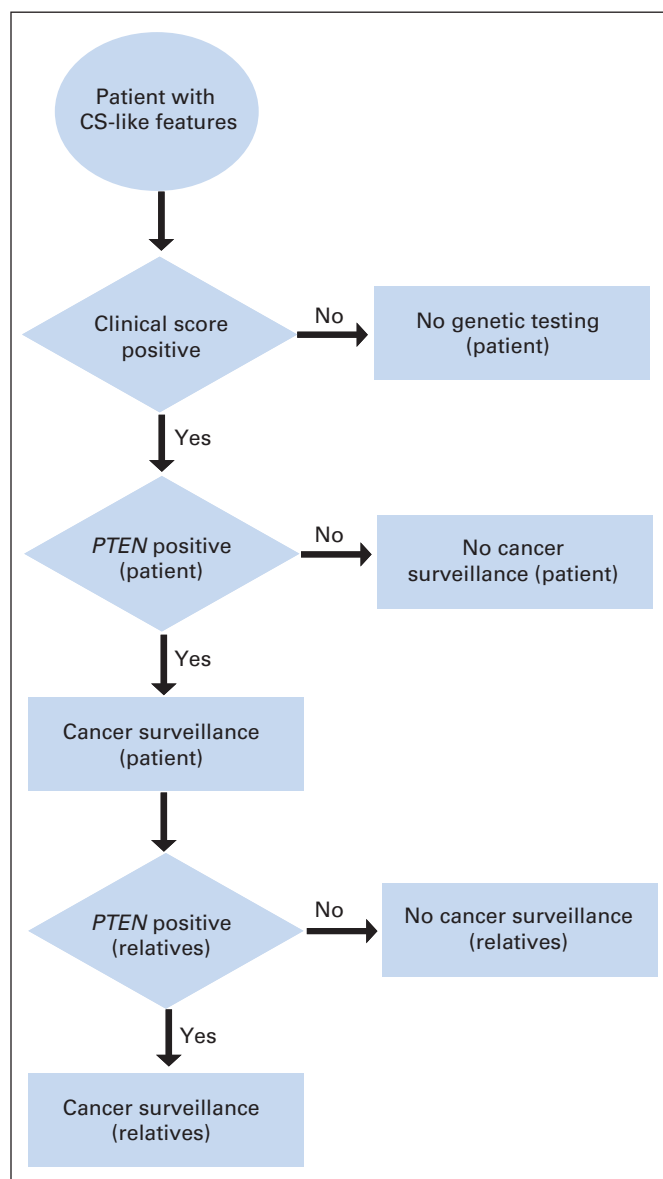 Patient with
CS-like features
Clinical score
positive
No
No genetic testing
(patient)
Yes
PTEN positive
(patient)
No
No cancer
surveillance (patient)
Yes
Cancer surveillance
(patient)
PTEN positive
(relatives)
No
No cancer surveillance
(relatives)
Yes
Cancer surveillance
(relatives)